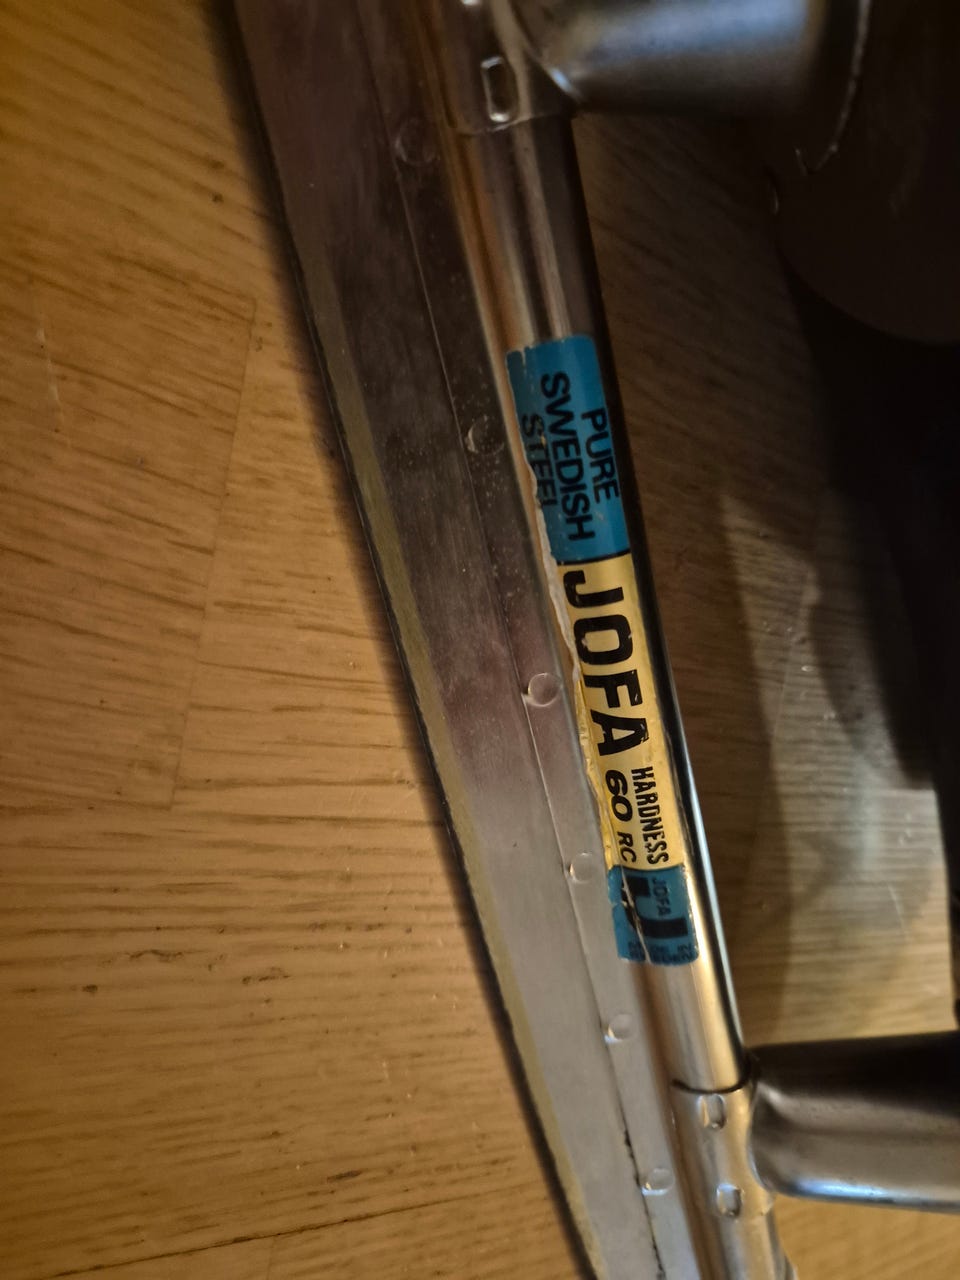 PURE
SWEDISH
STEEL
JOFA
HARDNESS
60 RC
JOFA